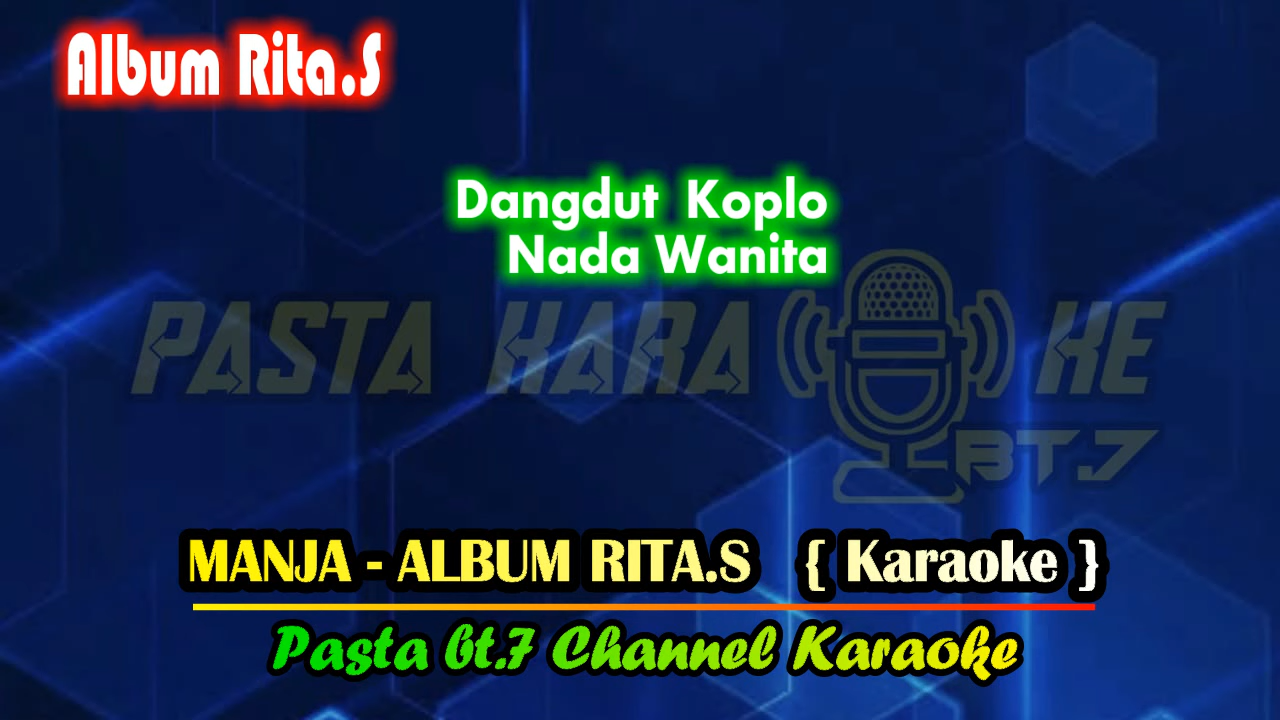 Album Rita.S
Dangdut Koplo
Nada Wanita
PASTA KARAOKE
BT.7
MANJA - ALBUM RITA.S { Karaoke }
Pasta bt.7 Channel Karaoke